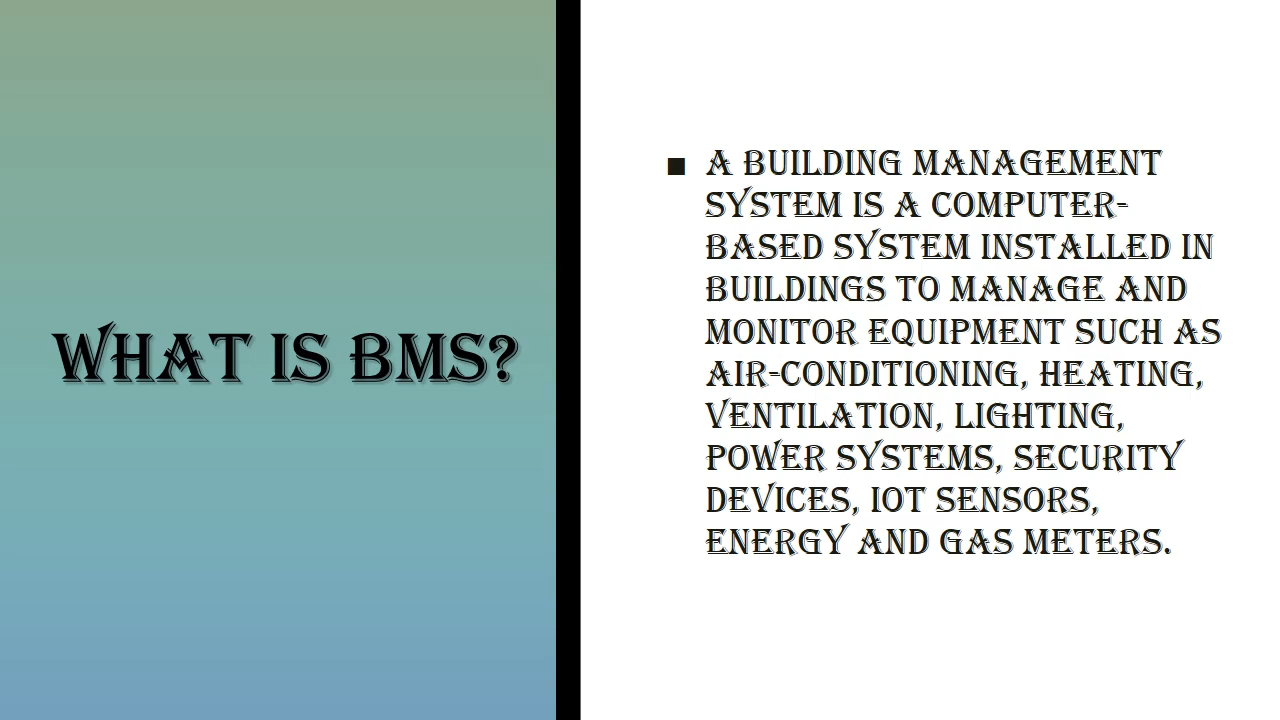 WHAT IS BMS?
■ A BUILDING MANAGEMENT
SYSTEM IS A COMPUTER-
BASED SYSTEM INSTALLED IN
BUILDINGS TO MANAGE AND
MONITOR EQUIPMENT SUCH AS
AIR-CONDITIONING, HEATING,
VENTILATION, LIGHTING,
POWER SYSTEMS, SECURITY
DEVICES, IOT SENSORS,
ENERGY AND GAS METERS.